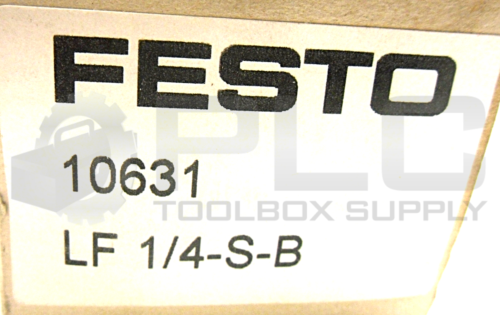 FESTO
PLC
TOOLBOX SUPPLY
10631
LF 1/4-S-B